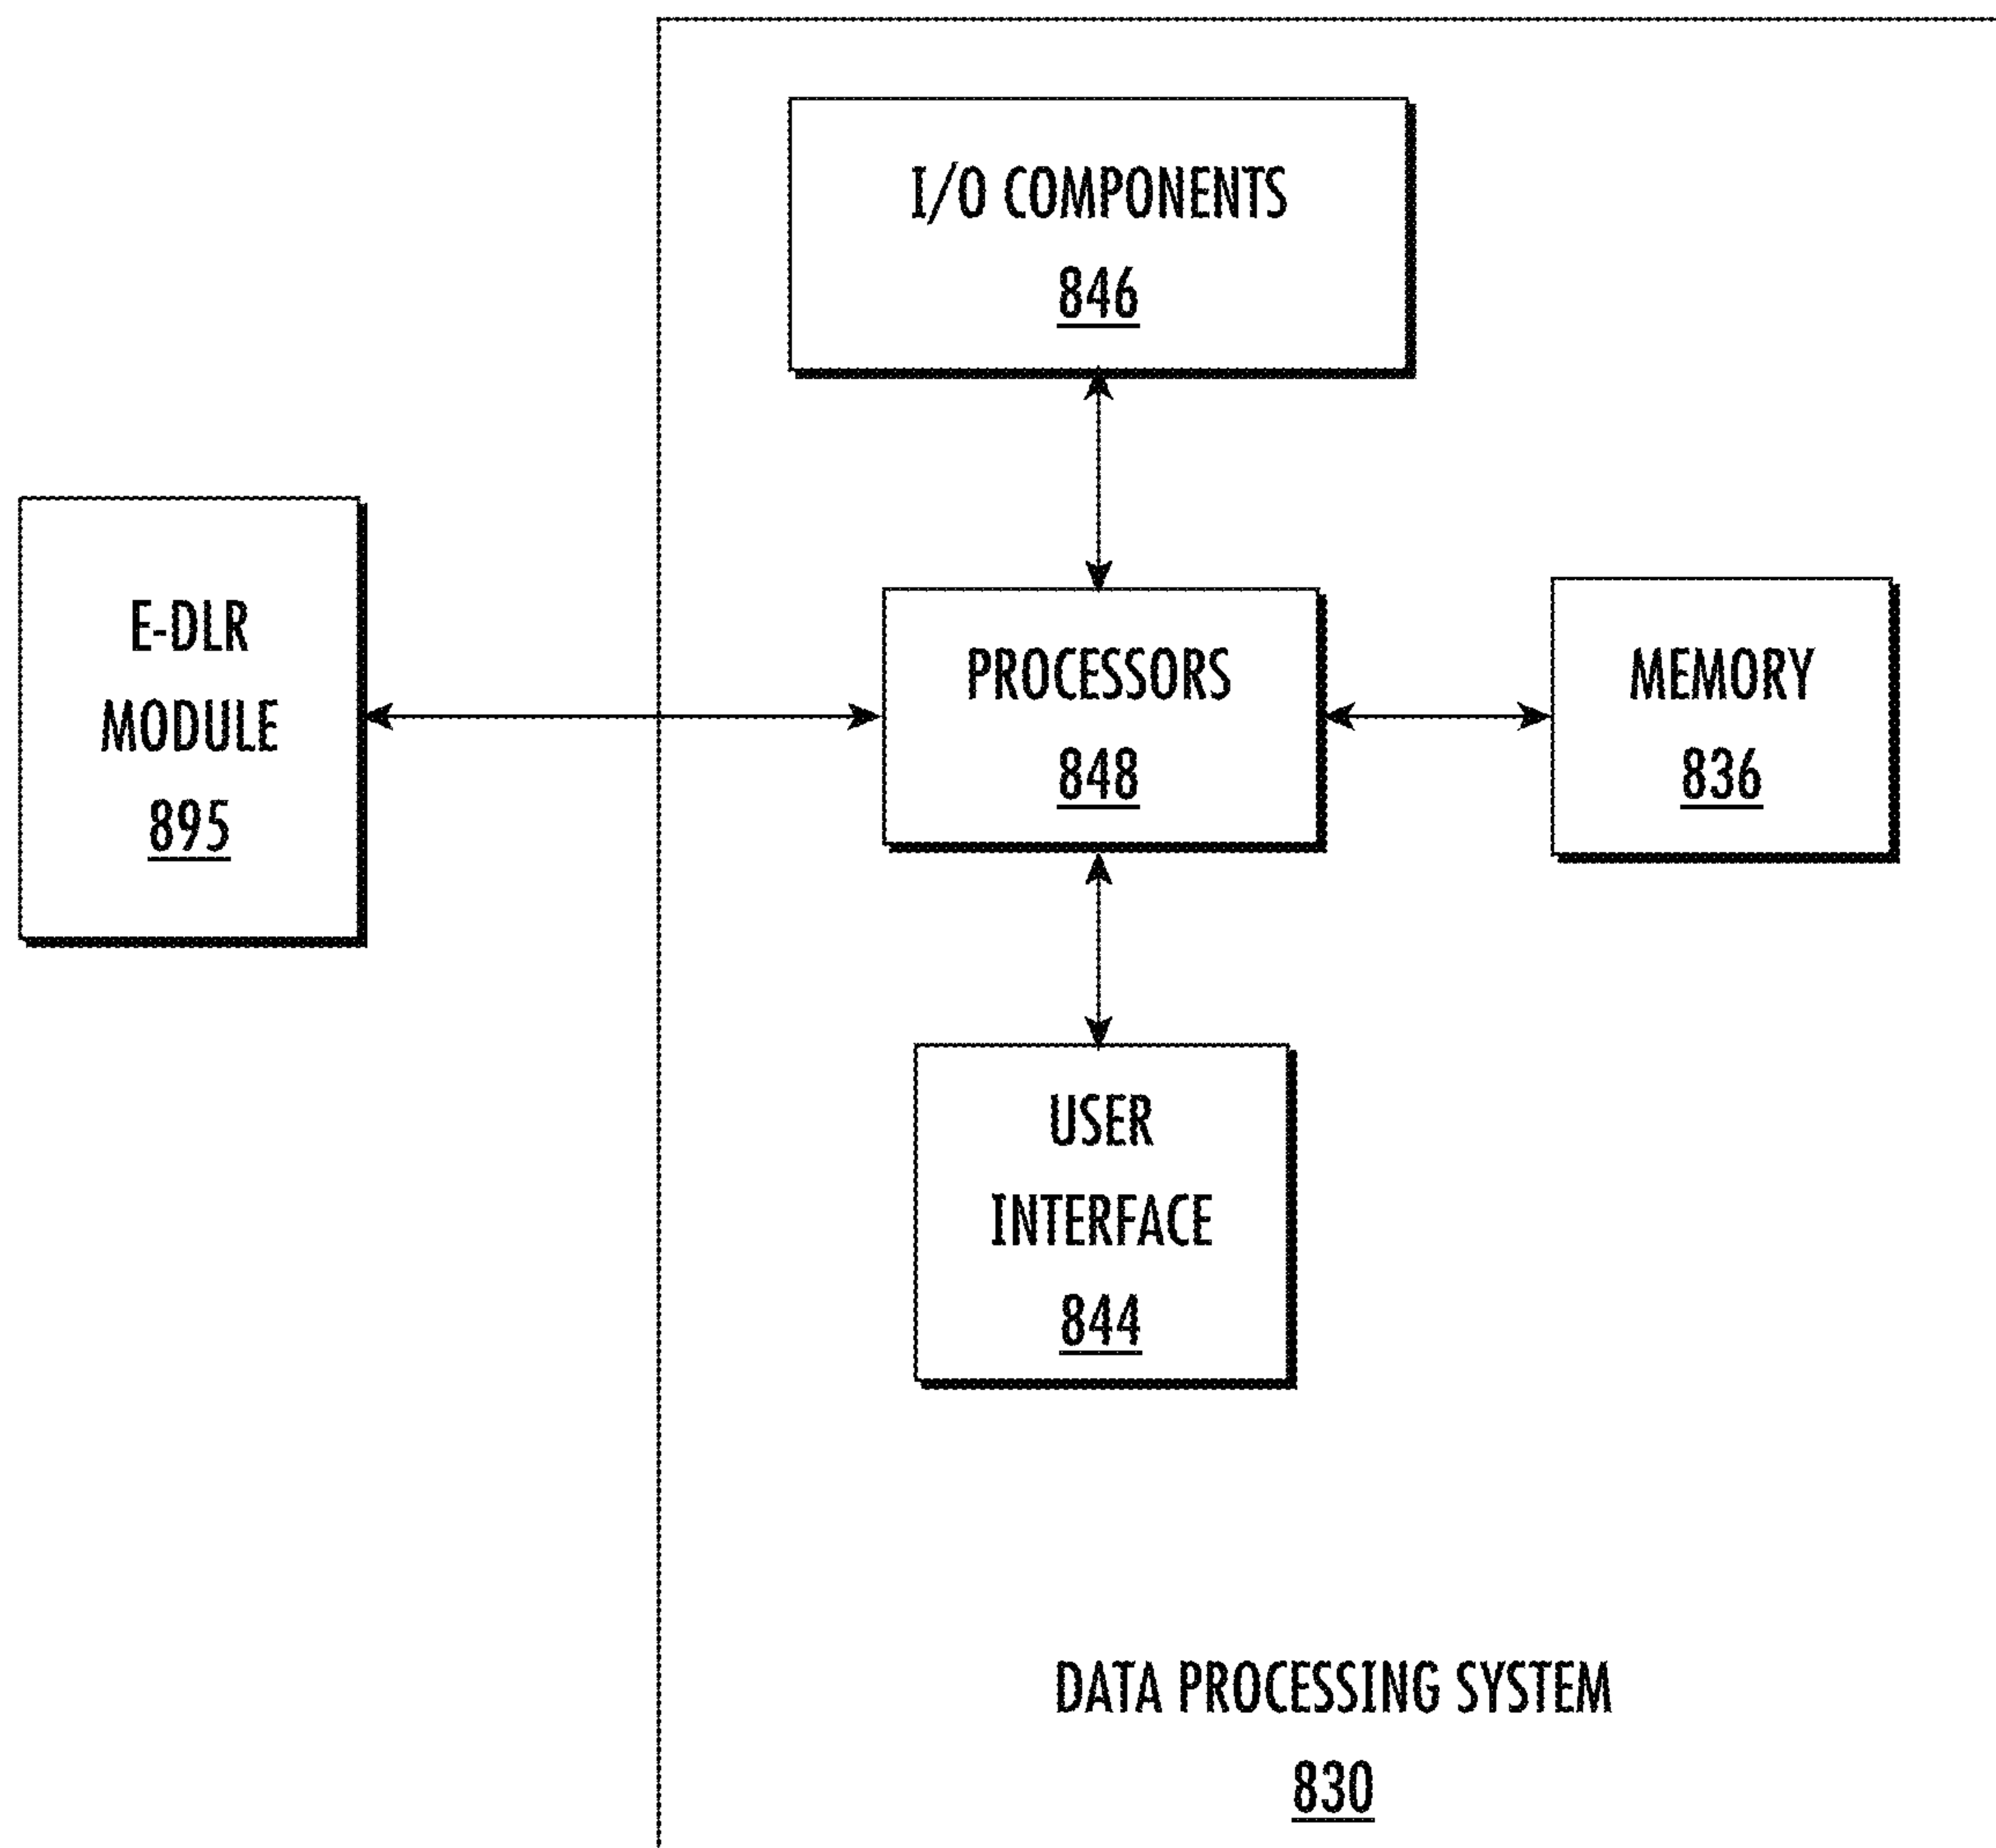 I/O COMPONENTS
846
E-DLR
MODULE
895
PROCESSORS
848
MEMORY
836
USER
INTERFACE
844
DATA PROCESSING SYSTEM
830